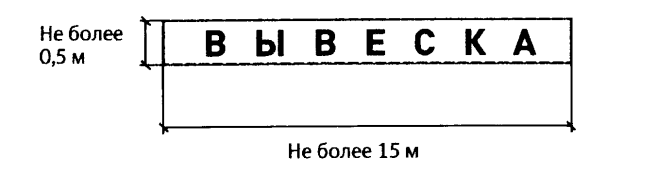 Не более
0,5 м
В Ы В Е С К А
Не более 15 м